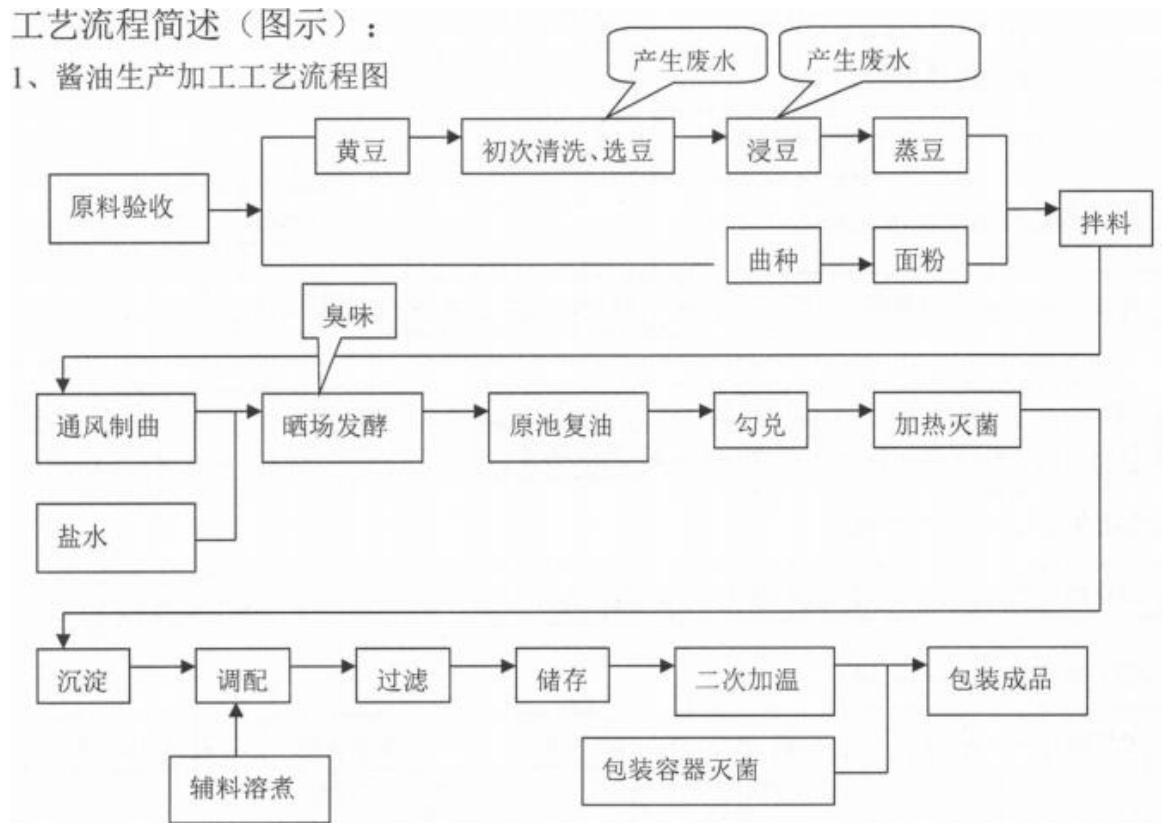 工艺流程简述（图示）：
1、酱油生产加工工艺流程图
产生废水
产生废水
黄豆
初次清洗、选豆
浸豆
蒸豆
原料验收
拌料
曲种
面粉
臭味
通风制曲
晒场发酵
原池复油
勾兑
加热灭菌
盐水
沉淀
调配
过滤
储存
二次加温
包装成品
包装容器灭菌
辅料溶煮